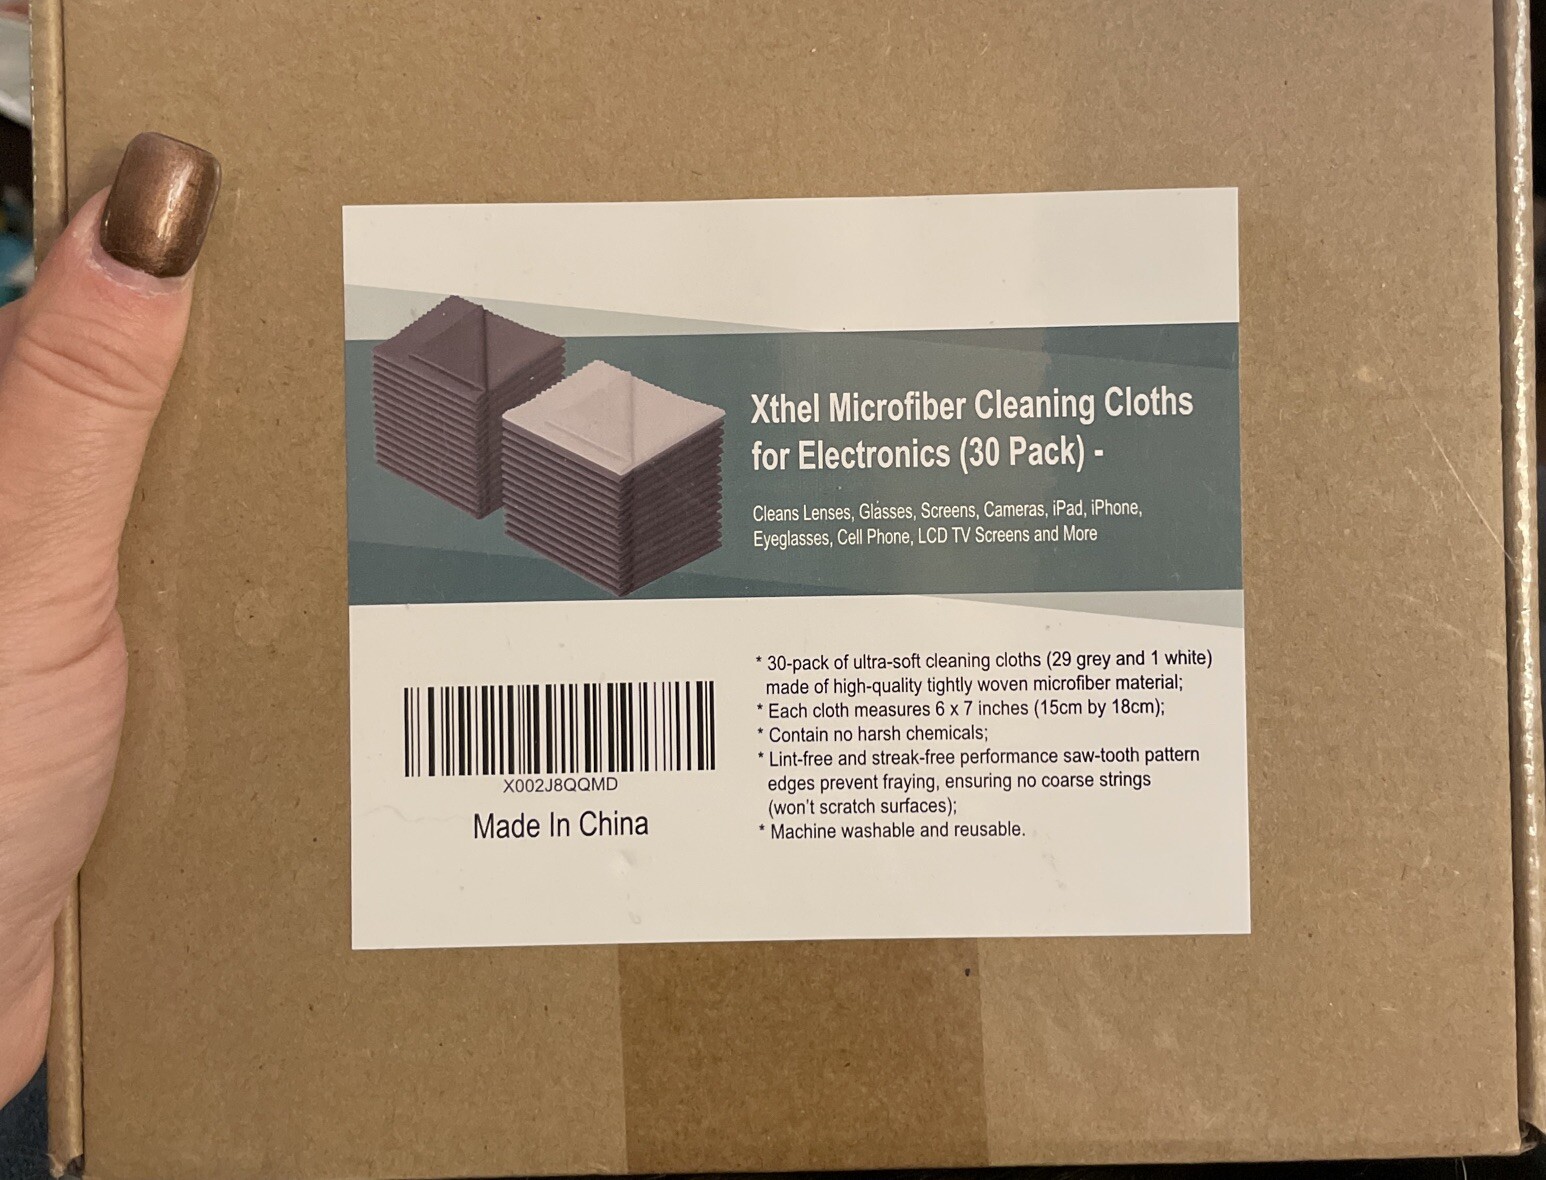 Xthel Microfiber Cleaning Cloths
for Electronics (30 Pack) -
Cleans Lenses, Glasses, Screens, Cameras, iPad, iPhone,
Eyeglasses, Cell Phone, LCD TV Screens and More
X002J8QQMD
Made In China
* 30-pack of ultra-soft cleaning cloths (29 grey and 1 white)
made of high-quality tightly woven microfiber material;
* Each cloth measures 6 x 7 inches (15cm by 18cm);
* Contain no harsh chemicals;
* Lint-free and streak-free performance saw-tooth pattern
edges prevent fraying, ensuring no coarse strings
(won't scratch surfaces);
* Machine washable and reusable.